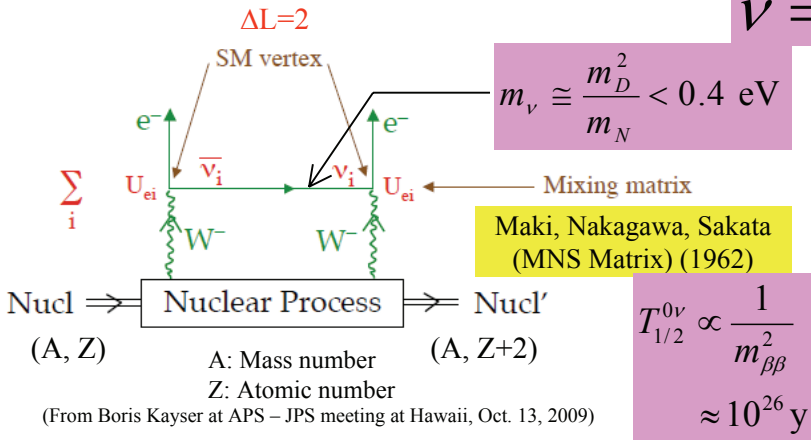 ΔL=2
ν =
SM vertex
m_ν ≅ m_D^2 / m_N < 0.4 eV
e⁻ e⁻
∑ i U_ei ν̄_i ν_i U_ei Mixing matrix
W⁻ W⁻
Maki, Nakagawa, Sakata
(MNS Matrix) (1962)
Nucl Nuclear Process Nucl'
(A, Z) (A, Z+2)
A: Mass number
Z: Atomic number
(From Boris Kayser at APS – JPS meeting at Hawaii, Oct. 13, 2009)
T_{1/2}^{0ν} ∝ 1 / m_{ββ}^2
≈ 10^{26} y